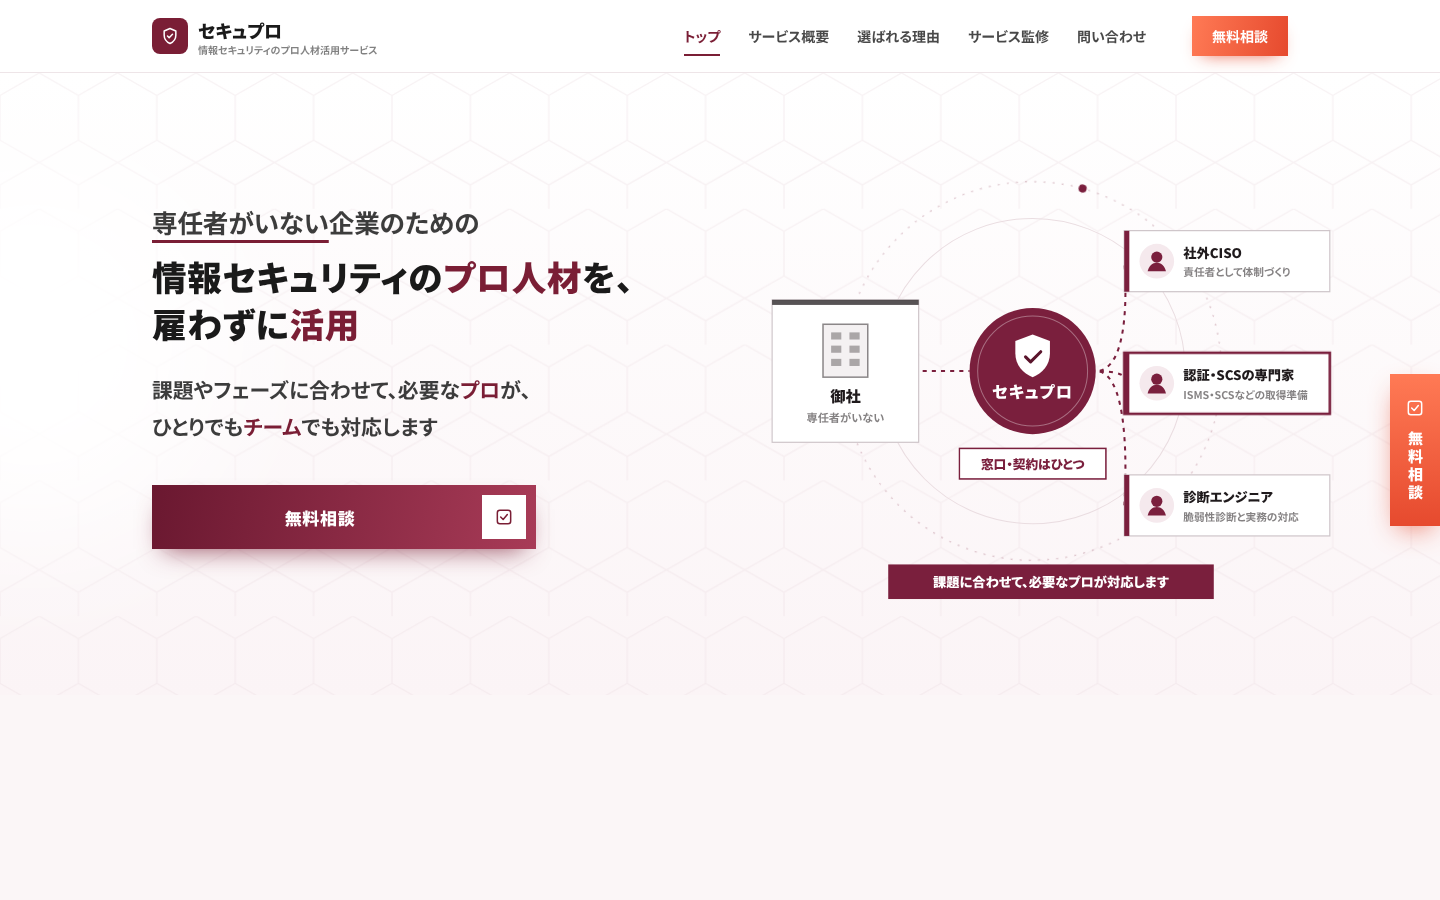 セキュプロ
情報セキュリティのプロ人材活用サービス
トップ
サービス概要
選ばれる理由
サービス監修
問い合わせ
無料相談
専任者がいない企業のための
情報セキュリティのプロ人材を、
雇わずに活用
課題やフェーズに合わせて、必要なプロが、
ひとりでもチームでも対応します
無料相談
御社
専任者がいない
セキュプロ
窓口・契約はひとつ
社外CISO
責任者として体制づくり
認証・SCSの専門家
ISMS・SCSなどの取得準備
診断エンジニア
脆弱性診断と実務の対応
課題に合わせて、必要なプロが対応します
無料相談